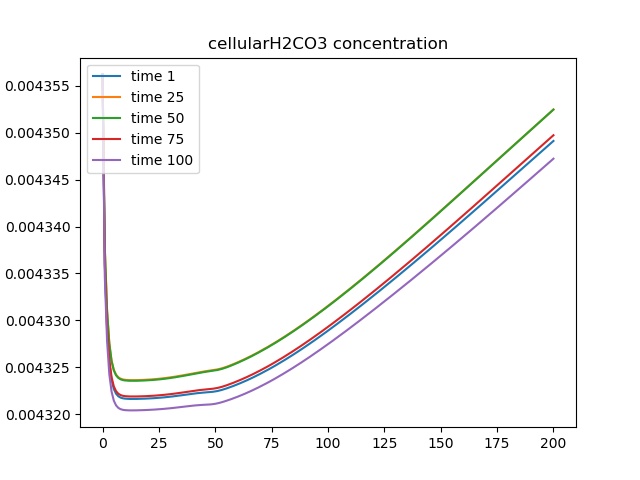 cellularH2CO3 concentration
0.004355
0.004350
0.004345
0.004340
0.004335
0.004330
0.004325
0.004320
time 1
time 25
time 50
time 75
time 100
0 25 50 75 100 125 150 175 200